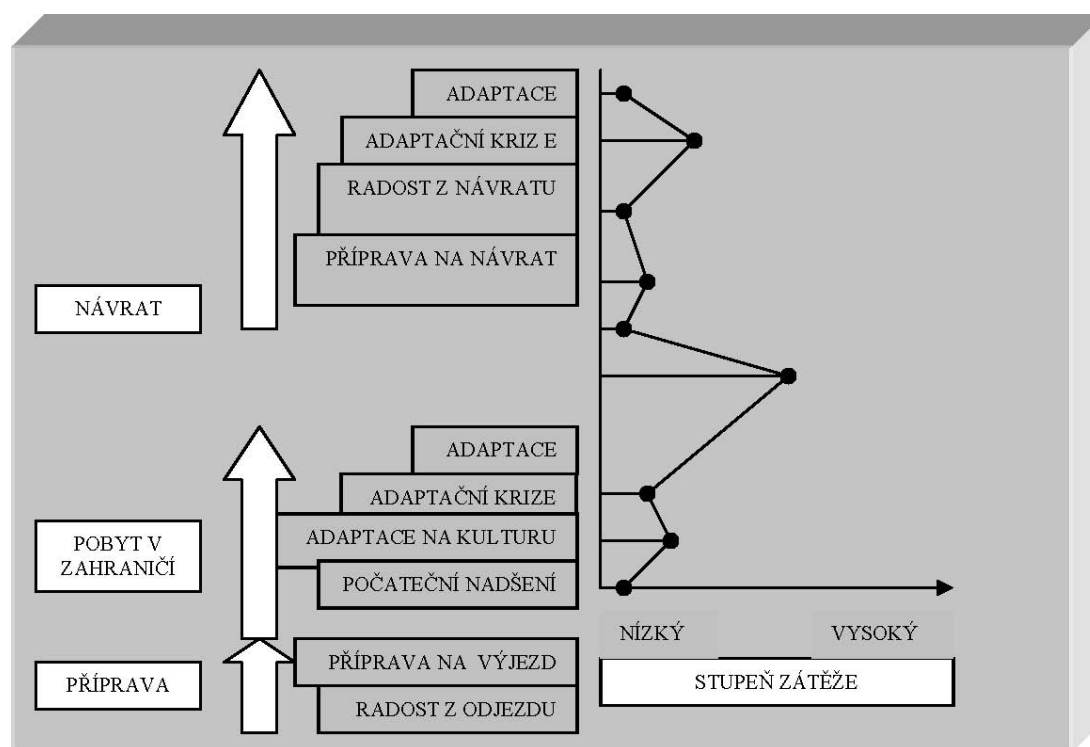 ADAPTACE
ADAPTAČNÍ KRIZ E
RADOST Z NÁVRATU
PŘÍPRAVA NA NÁVRAT
NÁVRAT
ADAPTACE
ADAPTAČNÍ KRIZE
ADAPTACE NA KULTURU
POČATEČNÍ NADŠENÍ
POBYT V
ZAHRANIČÍ
PŘÍPRAVA NA VÝJEZD
RADOST Z ODJEZDU
PŘÍPRAVA
NÍZKÝ
VYSOKÝ
STUPEŇ ZÁTĚŽE